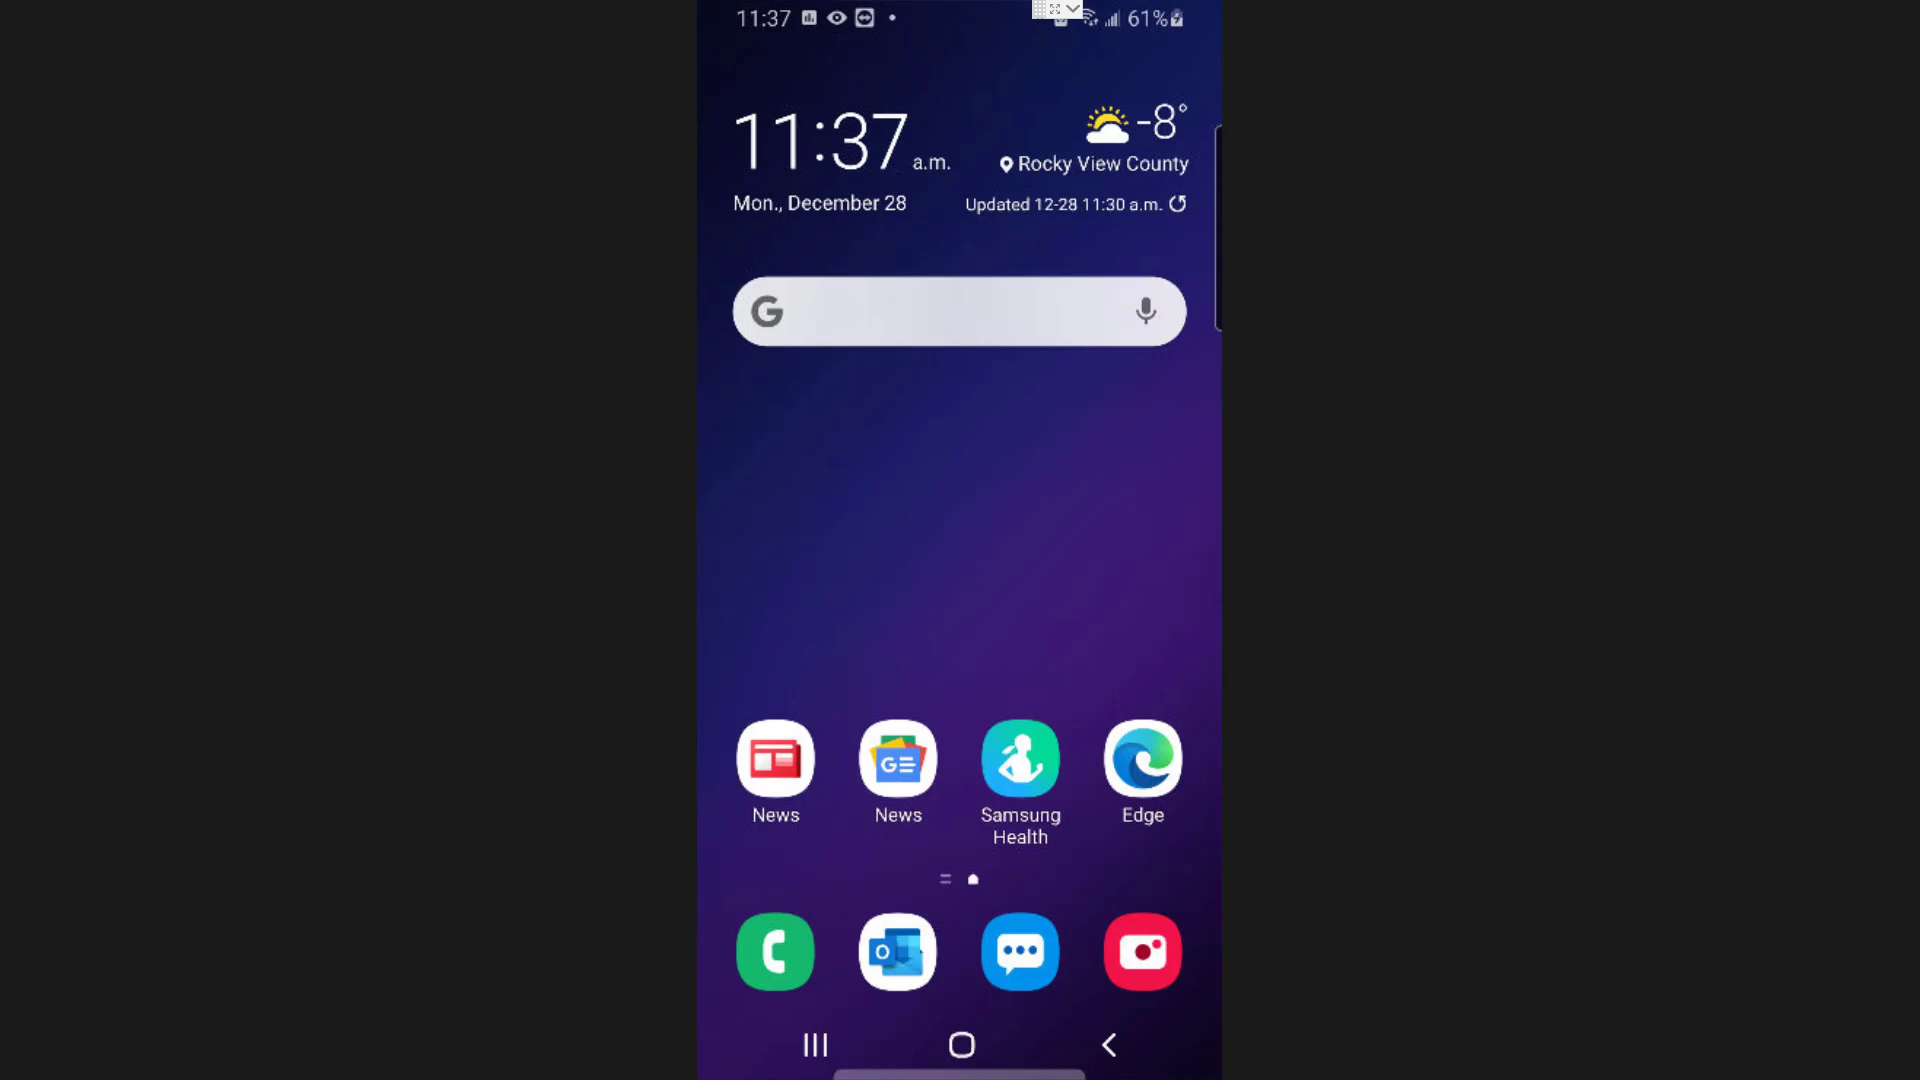 11:37
61%
11:37 a.m.
-8°
Rocky View County
Mon., December 28
Updated 12-28 11:30 a.m.
G
News
GE
News
Samsung
Health
Edge
O